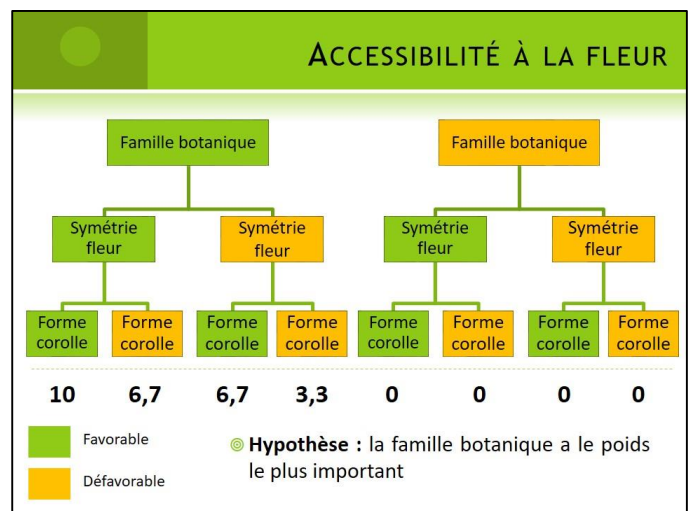 ACCESSIBILITÉ À LA FLEUR
Famille botanique
Famille botanique
Symétrie
fleur
Symétrie
fleur
Symétrie
fleur
Symétrie
fleur
Forme
corolle
Forme
corolle
Forme
corolle
Forme
corolle
Forme
corolle
Forme
corolle
Forme
corolle
Forme
corolle
10 6,7 6,7 3,3 0 0 0 0
Favorable
Défavorable
Hypothèse : la famille botanique a le poids
le plus important